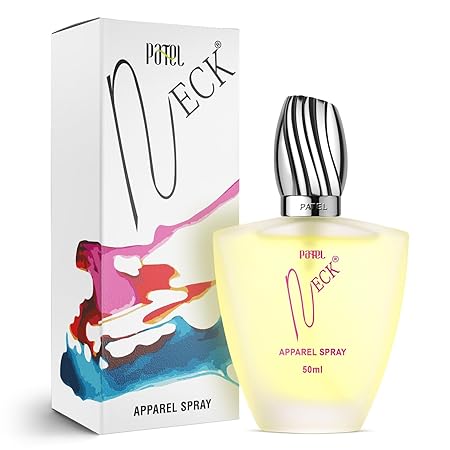 Patel
NECK®
APPAREL SPRAY
PATEL
Patel
NECK®
APPAREL SPRAY
50ml